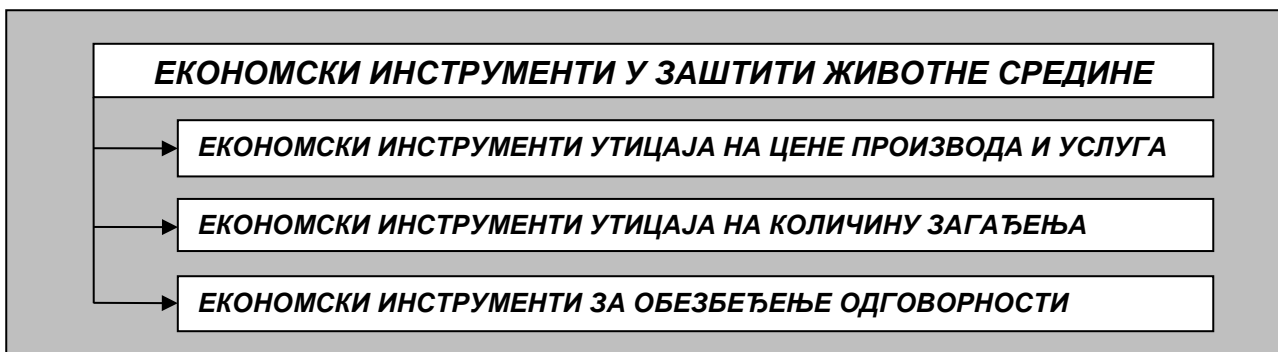 ЕКОНОМСКИ ИНСТРУМЕНТИ У ЗАШТИТИ ЖИВОТНЕ СРЕДИНЕ
ЕКОНОМСКИ ИНСТРУМЕНТИ УТИЦАЈА НА ЦЕНЕ ПРОИЗВОДА И УСЛУГА
ЕКОНОМСКИ ИНСТРУМЕНТИ УТИЦАЈА НА КОЛИЧИНУ ЗАГАЂЕЊА
ЕКОНОМСКИ ИНСТРУМЕНТИ ЗА ОБЕЗБЕЂЕЊЕ ОДГОВОРНОСТИ